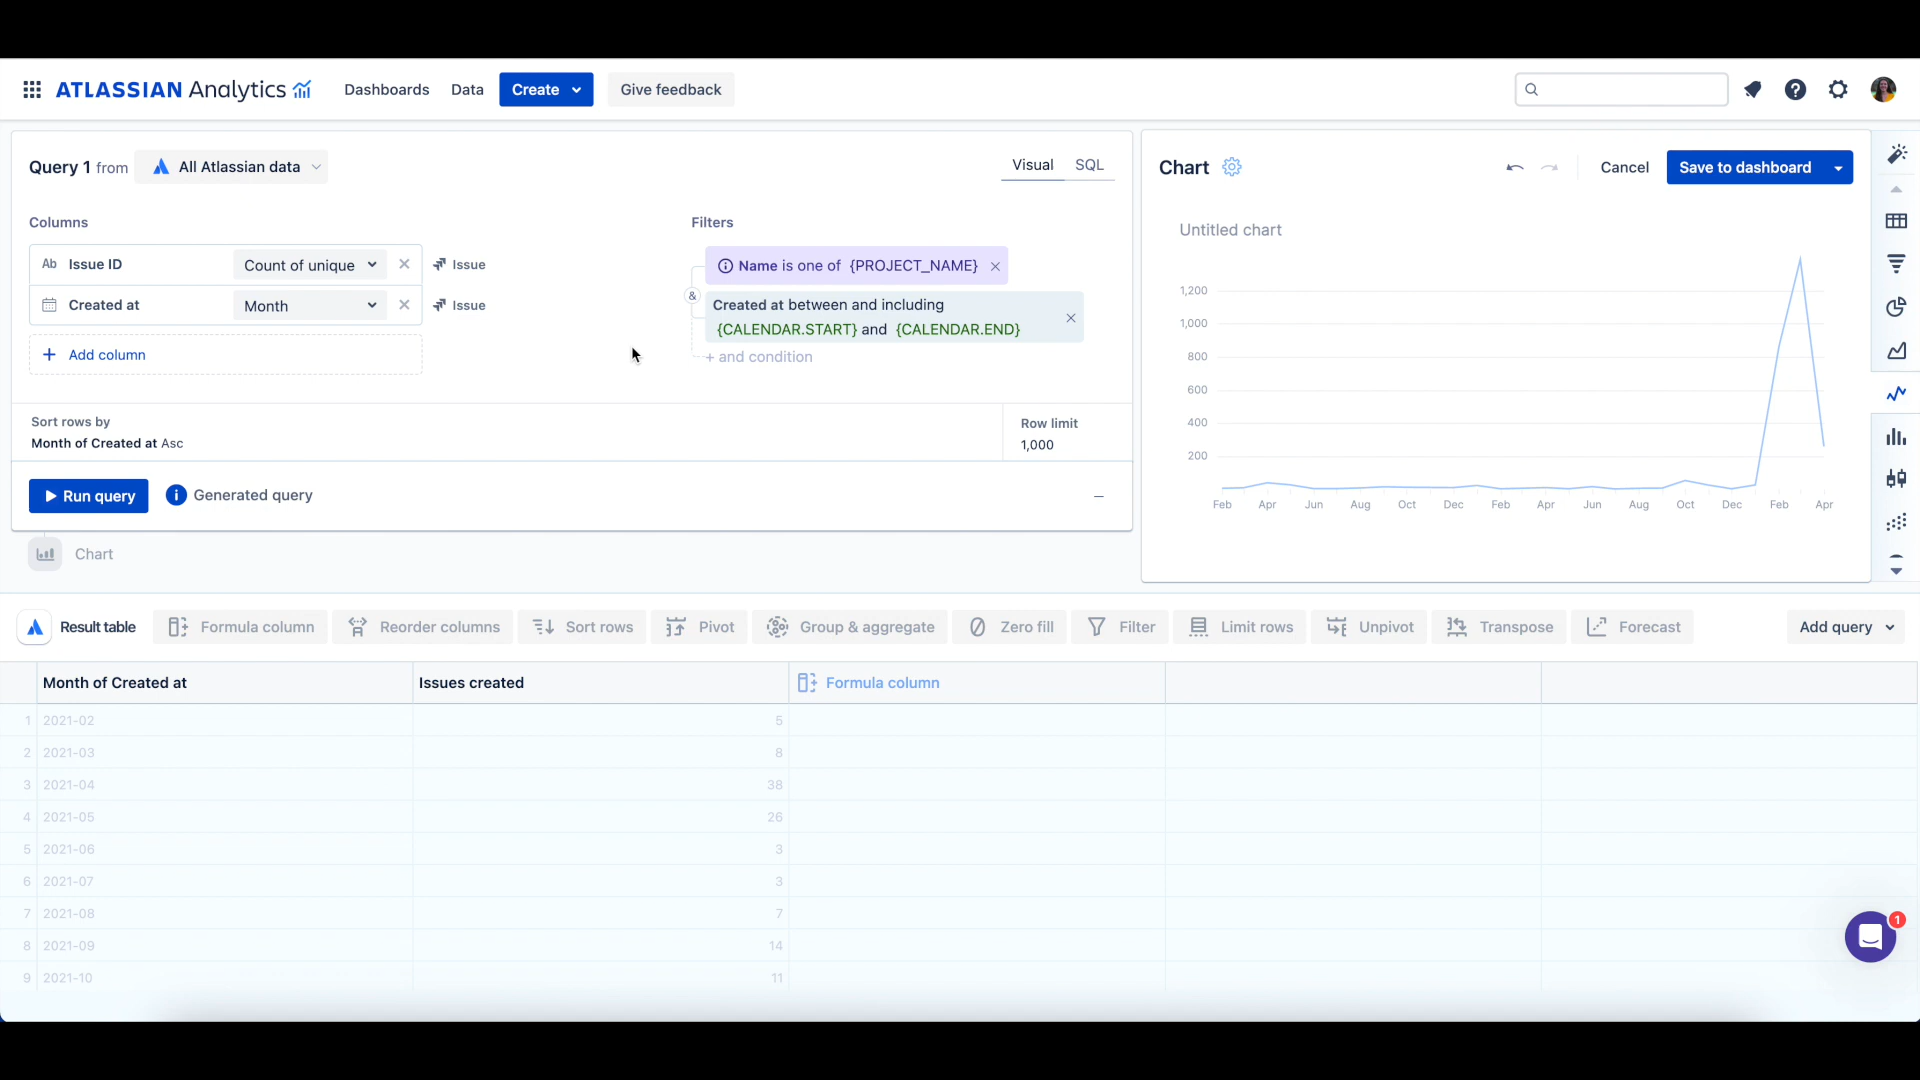 ATLASSIAN Analytics Dashboards Data Create Give feedback
Query 1 from All Atlassian data Visual SQL
Columns
Ab Issue ID Count of unique Issue
Created at Month Issue
+ Add column
Filters
Name is one of {PROJECT_NAME}
&
Created at between and including
{CALENDAR.START} and {CALENDAR.END}
+ and condition
Sort rows by
Month of Created at Asc
Row limit
1,000
Run query Generated query
Chart
Chart Cancel Save to dashboard
Untitled chart
1,200
1,000
800
600
400
200
Feb Apr Jun Aug Oct Dec Feb Apr Jun Aug Oct Dec Feb Apr
Result table Formula column Reorder columns Sort rows Pivot Group & aggregate Zero fill Filter Limit rows Unpivot Transpose Forecast Add query
Month of Created at Issues created Formula column
1 2021-02 5
2 2021-03 8
3 2021-04 38
4 2021-05 26
5 2021-06 3
6 2021-07 3
7 2021-08 7
8 2021-09 14
9 2021-10 11
1